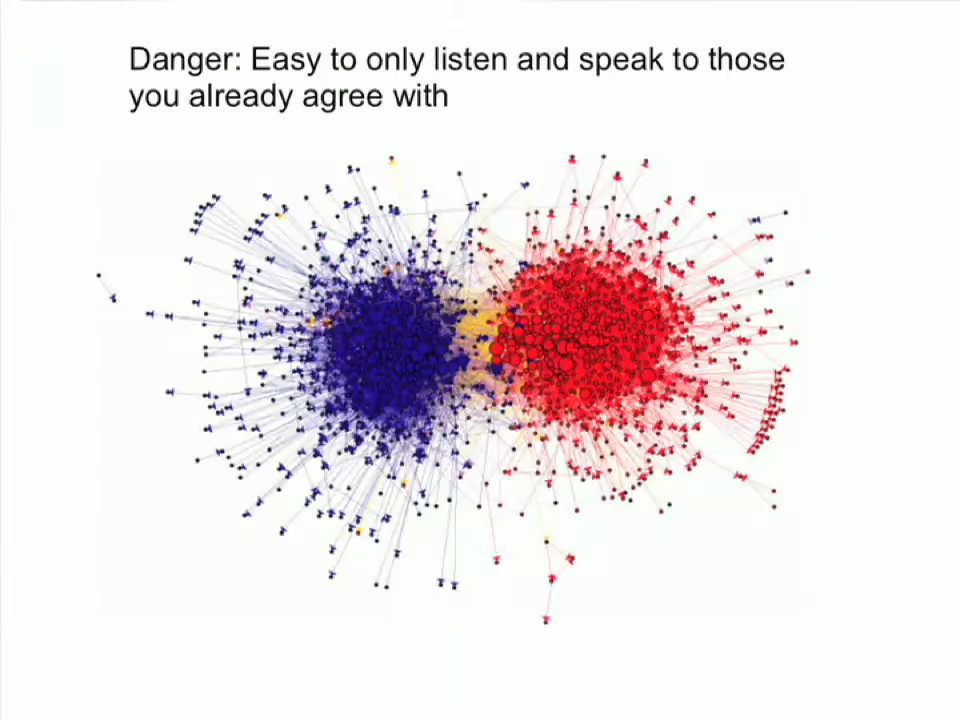 Danger: Easy to only listen and speak to those
you already agree with